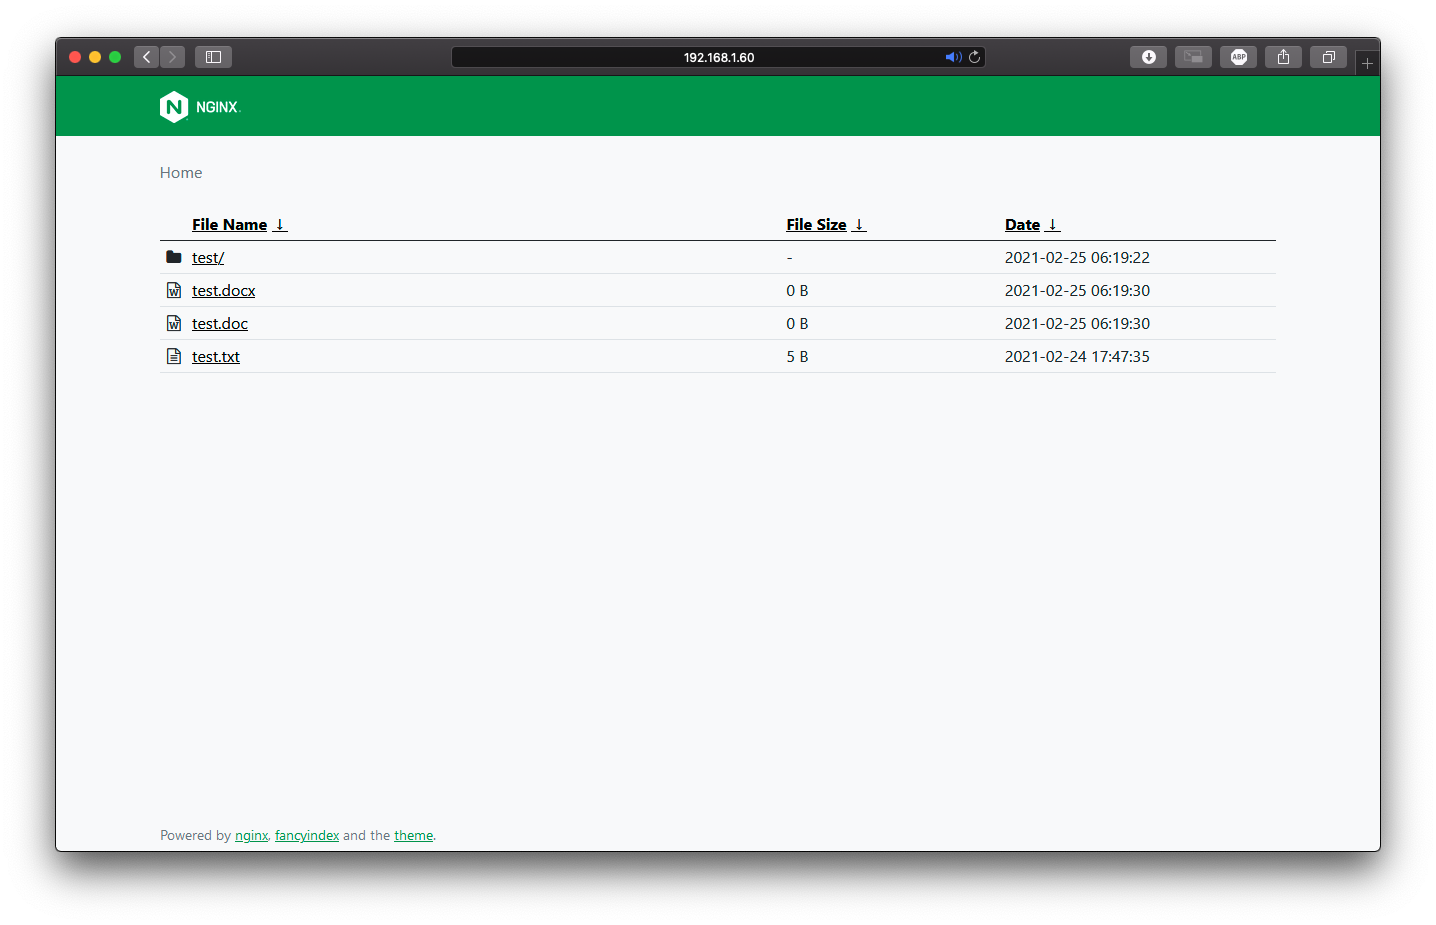 192.168.1.60
ABP
N NGINX.
Home
File Name ↓ File Size ↓ Date ↓
test/ - 2021-02-25 06:19:22
W test.docx 0 B 2021-02-25 06:19:30
W test.doc 0 B 2021-02-25 06:19:30
test.txt 5 B 2021-02-24 17:47:35
Powered by nginx, fancyindex and the theme.